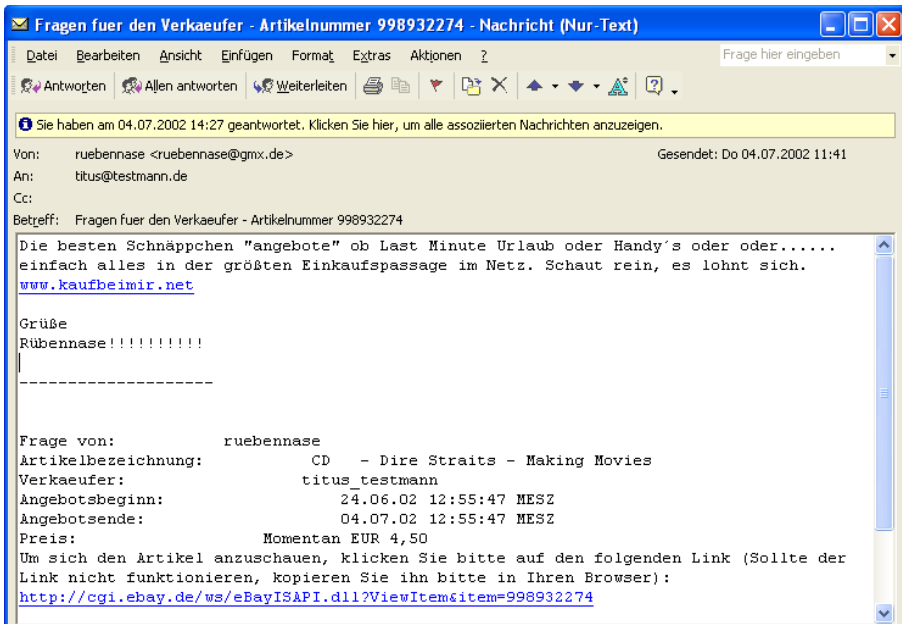 Fragen fuer den Verkaeufer - Artikelnummer 998932274 - Nachricht (Nur-Text)
Datei Bearbeiten Ansicht Einfügen Format Extras Aktionen ? Frage hier eingeben
Antworten Allen antworten Weiterleiten
Sie haben am 04.07.2002 14:27 geantwortet. Klicken Sie hier, um alle assoziierten Nachrichten anzuzeigen.
Von: ruebennase <ruebennase@gmx.de> Gesendet: Do 04.07.2002 11:41
An: titus@testmann.de
Cc:
Betreff: Fragen fuer den Verkaeufer - Artikelnummer 998932274
Die besten Schnäppchen "angebote" ob Last Minute Urlaub oder Handy´s oder oder......
einfach alles in der größten Einkaufspassage im Netz. Schaut rein, es lohnt sich.
www.kaufbeimir.net
Grüße
Rübennase!!!!!!!!!!
--------------------
Frage von: ruebennase
Artikelbezeichnung: CD - Dire Straits - Making Movies
Verkaeufer: titus_testmann
Angebotsbeginn: 24.06.02 12:55:47 MESZ
Angebotsende: 04.07.02 12:55:47 MESZ
Preis: Momentan EUR 4,50
Um sich den Artikel anzuschauen, klicken Sie bitte auf den folgenden Link (Sollte der
Link nicht funktionieren, kopieren Sie ihn bitte in Ihren Browser):
http://cgi.ebay.de/ws/eBayISAPI.dll?ViewItem&item=998932274